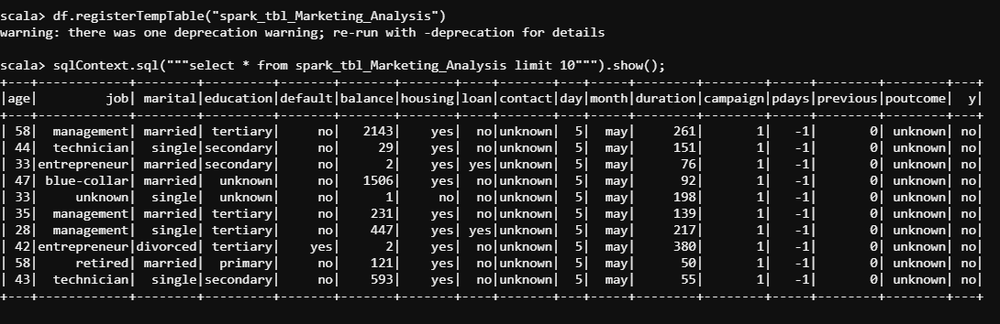 scala> df.registerTempTable("spark_tbl_Marketing_Analysis")
warning: there was one deprecation warning; re-run with -deprecation for details
scala> sqlContext.sql("""select * from spark_tbl_Marketing_Analysis limit 10""").show();
+---+------------+--------+---------+-------+-------+-------+----+-------+---+-----+--------+--------+-----+--------+--------+---+
|age|         job| marital|education|default|balance|housing|loan|contact|day|month|duration|campaign|pdays|previous|poutcome|  y|
+---+------------+--------+---------+-------+-------+-------+----+-------+---+-----+--------+--------+-----+--------+--------+---+
| 58|  management| married| tertiary|     no|   2143|    yes|  no|unknown|  5|  may|     261|       1|   -1|       0| unknown| no|
| 44|  technician|  single|secondary|     no|     29|    yes|  no|unknown|  5|  may|     151|       1|   -1|       0| unknown| no|
| 33|entrepreneur| married|secondary|     no|      2|    yes| yes|unknown|  5|  may|      76|       1|   -1|       0| unknown| no|
| 47| blue-collar| married|  unknown|     no|   1506|    yes|  no|unknown|  5|  may|      92|       1|   -1|       0| unknown| no|
| 33|     unknown|  single|  unknown|     no|      1|     no|  no|unknown|  5|  may|     198|       1|   -1|       0| unknown| no|
| 35|  management| married| tertiary|     no|    231|    yes|  no|unknown|  5|  may|     139|       1|   -1|       0| unknown| no|
| 28|  management|  single| tertiary|     no|    447|    yes| yes|unknown|  5|  may|     217|       1|   -1|       0| unknown| no|
| 42|entrepreneur|divorced| tertiary|    yes|      2|    yes|  no|unknown|  5|  may|     380|       1|   -1|       0| unknown| no|
| 58|     retired| married|  primary|     no|    121|    yes|  no|unknown|  5|  may|      50|       1|   -1|       0| unknown| no|
| 43|  technician|  single|secondary|     no|    593|    yes|  no|unknown|  5|  may|      55|       1|   -1|       0| unknown| no|
+---+------------+--------+---------+-------+-------+-------+----+-------+---+-----+--------+--------+-----+--------+--------+---+